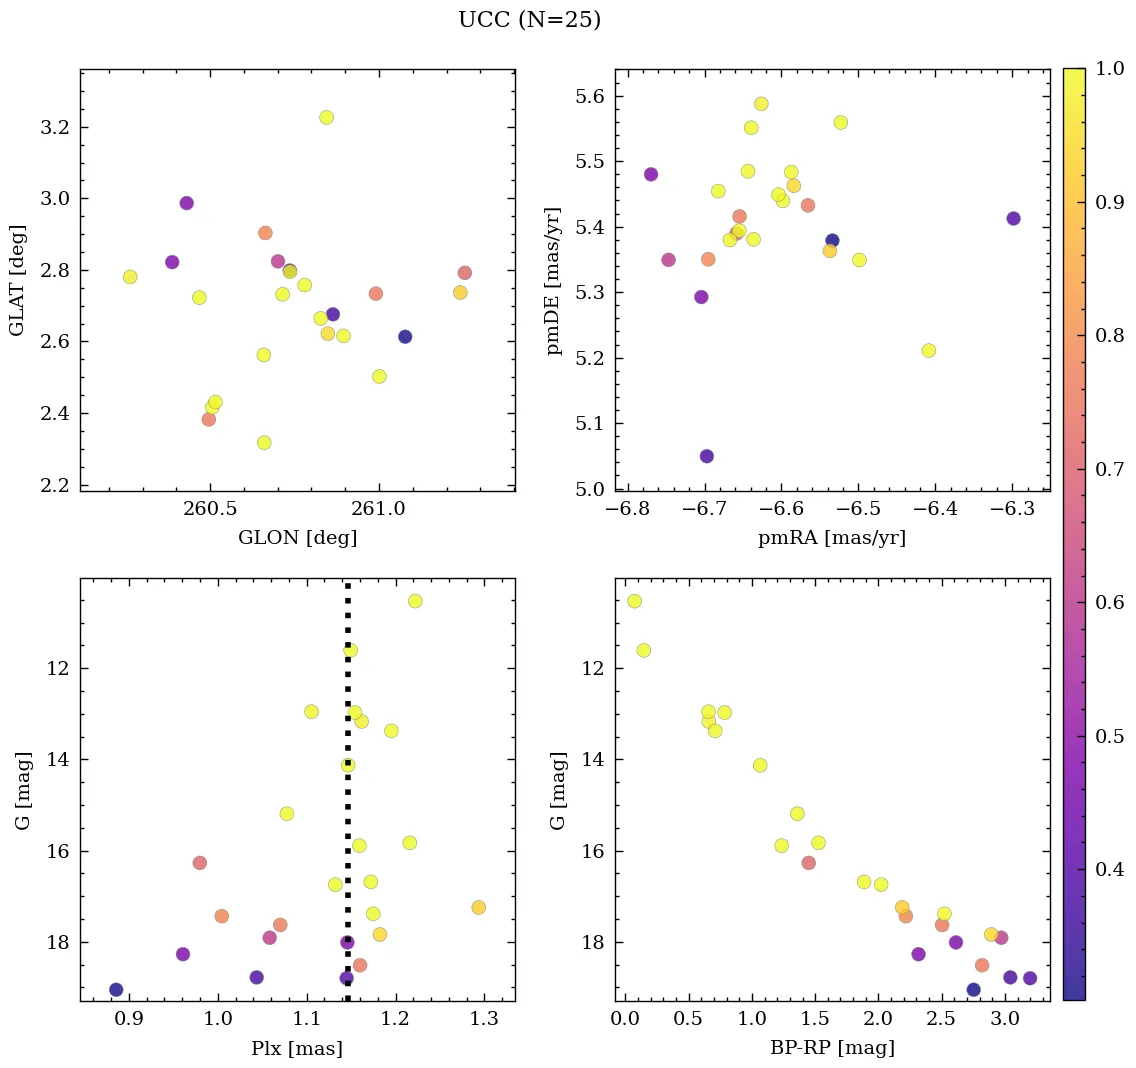 UCC (N=25)
3.2
3.0
2.8
2.6
2.4
2.2
GLAT [deg]
260.5 261.0
GLON [deg]
5.6
5.5
5.4
5.3
5.2
5.1
5.0
pmDE [mas/yr]
−6.8 −6.7 −6.6 −6.5 −6.4 −6.3
pmRA [mas/yr]
1.0
0.9
0.8
0.7
0.6
0.5
0.4
12
14
16
18
G [mag]
0.9 1.0 1.1 1.2 1.3
Plx [mas]
12
14
16
18
G [mag]
0.0 0.5 1.0 1.5 2.0 2.5 3.0
BP-RP [mag]